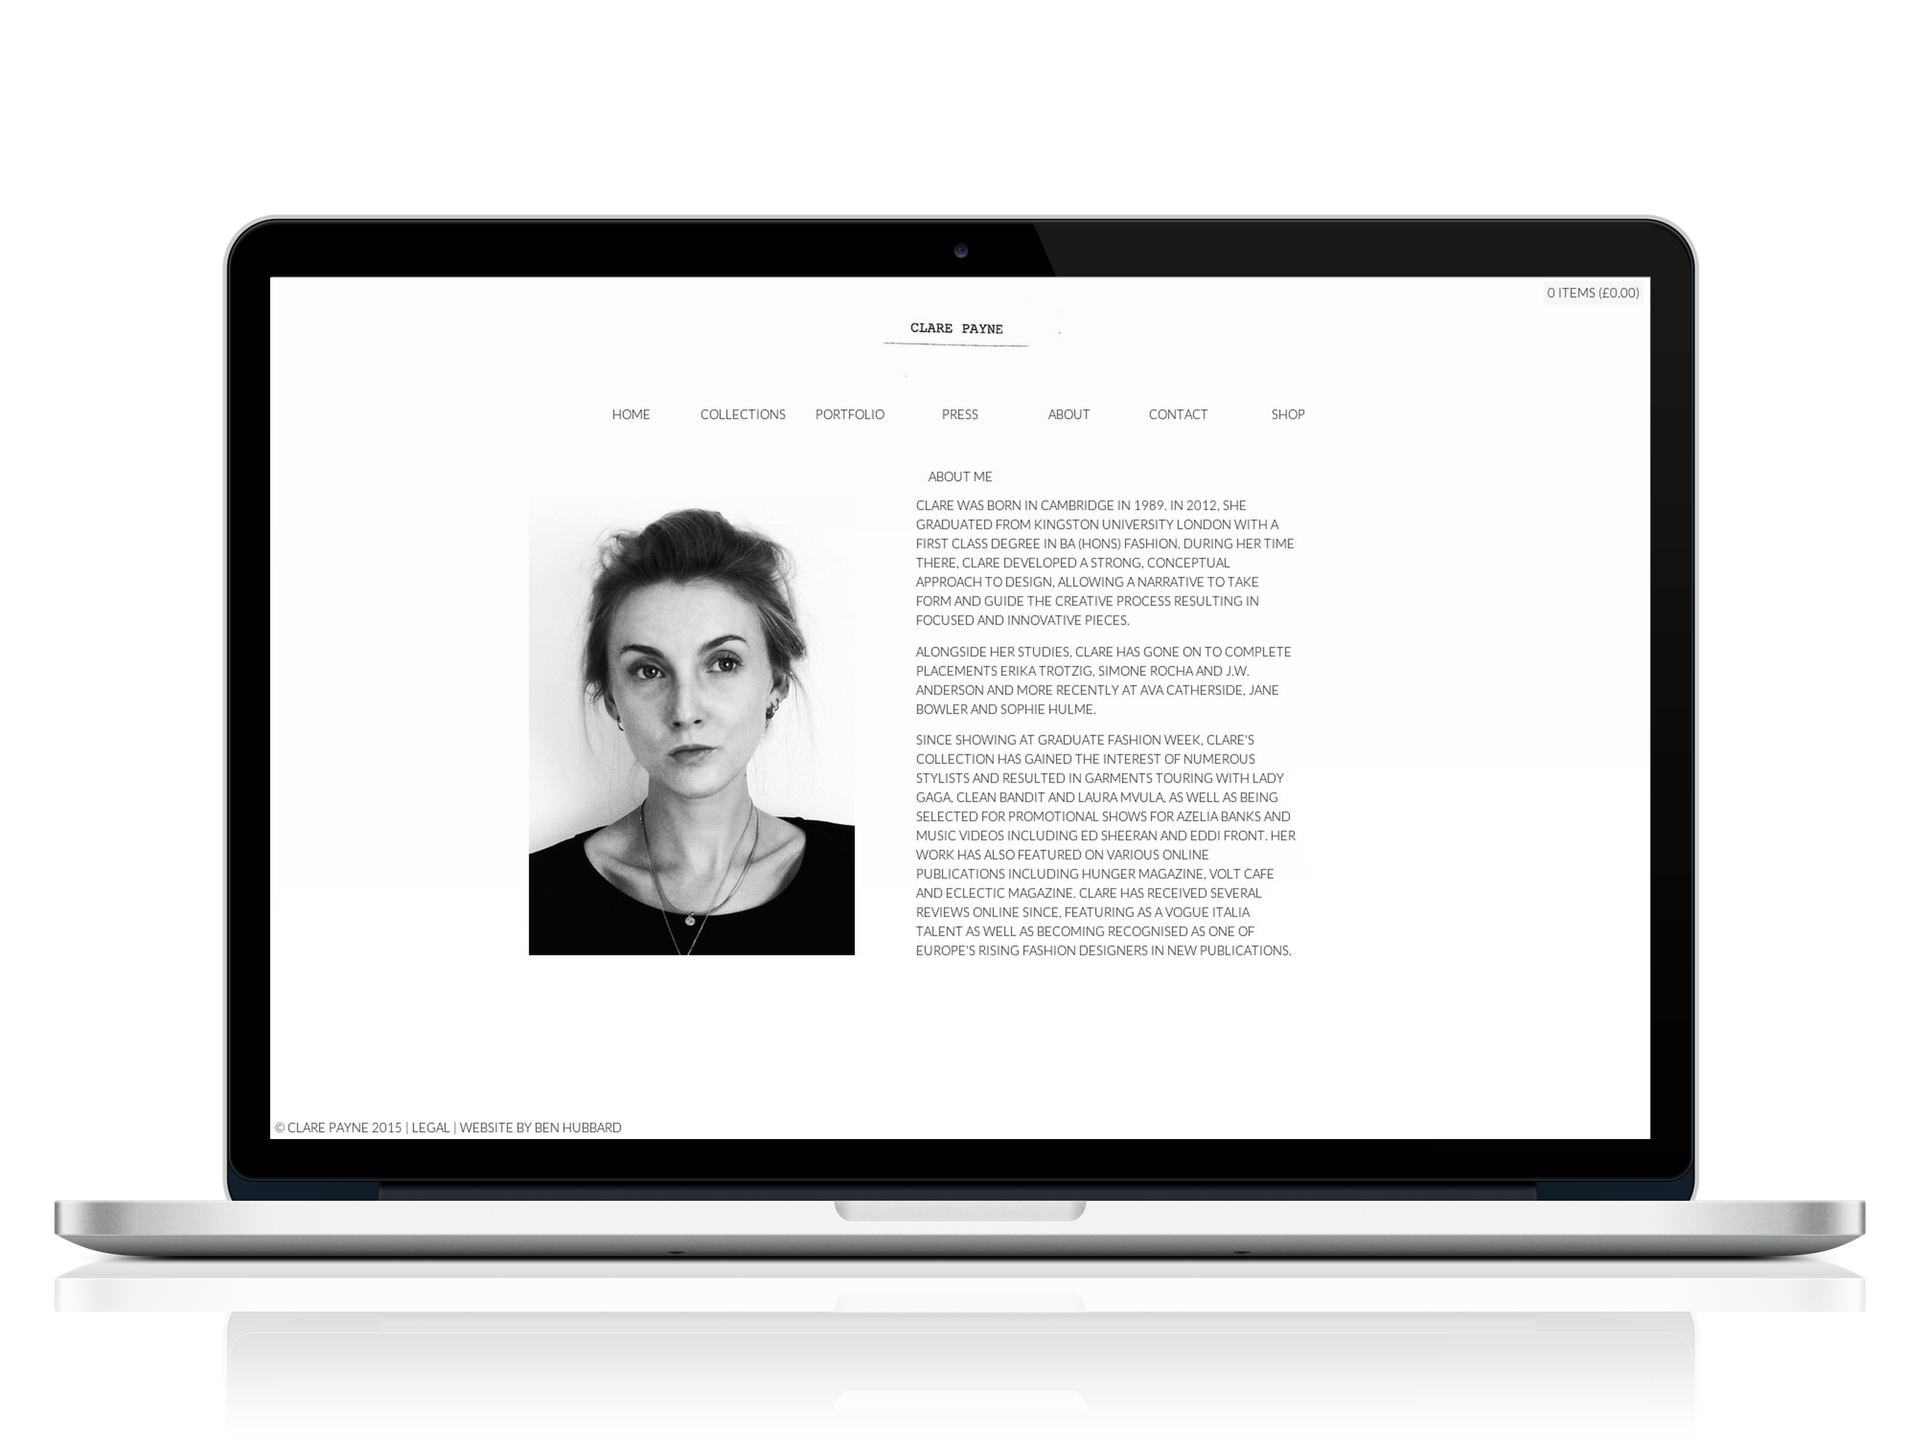 0 ITEMS (£0.00)
CLARE PAYNE
HOME COLLECTIONS PORTFOLIO PRESS ABOUT CONTACT SHOP
ABOUT ME
CLARE WAS BORN IN CAMBRIDGE IN 1989. IN 2012, SHE
GRADUATED FROM KINGSTON UNIVERSITY LONDON WITH A
FIRST CLASS DEGREE IN BA (HONS) FASHION. DURING HER TIME
THERE, CLARE DEVELOPED A STRONG, CONCEPTUAL
APPROACH TO DESIGN, ALLOWING A NARRATIVE TO TAKE
FORM AND GUIDE THE CREATIVE PROCESS RESULTING IN
FOCUSED AND INNOVATIVE PIECES.
ALONGSIDE HER STUDIES, CLARE HAS GONE ON TO COMPLETE
PLACEMENTS ERIKA TROTZIG, SIMONE ROCHA AND J.W.
ANDERSON AND MORE RECENTLY AT AVA CATHERSIDE, JANE
BOWLER AND SOPHIE HULME.
SINCE SHOWING AT GRADUATE FASHION WEEK, CLARE'S
COLLECTION HAS GAINED THE INTEREST OF NUMEROUS
STYLISTS AND RESULTED IN GARMENTS TOURING WITH LADY
GAGA, CLEAN BANDIT AND LAURA MVULA, AS WELL AS BEING
SELECTED FOR PROMOTIONAL SHOWS FOR AZELIA BANKS AND
MUSIC VIDEOS INCLUDING ED SHEERAN AND EDDI FRONT. HER
WORK HAS ALSO FEATURED ON VARIOUS ONLINE
PUBLICATIONS INCLUDING HUNGER MAGAZINE, VOLT CAFE
AND ECLECTIC MAGAZINE. CLARE HAS RECEIVED SEVERAL
REVIEWS ONLINE SINCE, FEATURING AS A VOGUE ITALIA
TALENT AS WELL AS BECOMING RECOGNISED AS ONE OF
EUROPE'S RISING FASHION DESIGNERS IN NEW PUBLICATIONS.
© CLARE PAYNE 2015 | LEGAL | WEBSITE BY BEN HUBBARD